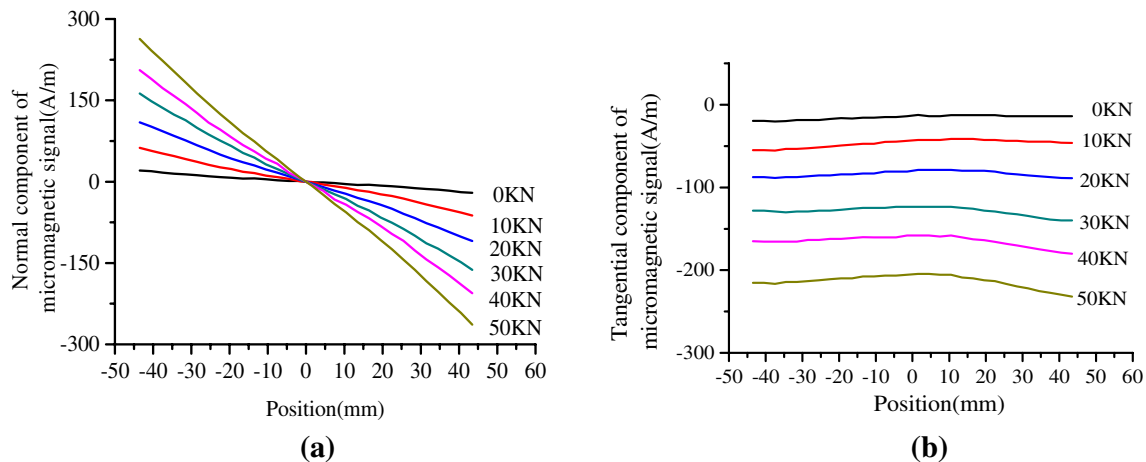 300
150
0
-150
-300
Normal component of
micromagnetic signal(A/m)
0KN
10KN
20KN
30KN
40KN
50KN
-50 -40 -30 -20 -10 0 10 20 30 40 50 60
Position(mm)
(a)
0
-100
-200
-300
Tangential component of
micromagnetic signal(A/m)
0KN
10KN
20KN
30KN
40KN
50KN
-50 -40 -30 -20 -10 0 10 20 30 40 50 60
Position(mm)
(b)